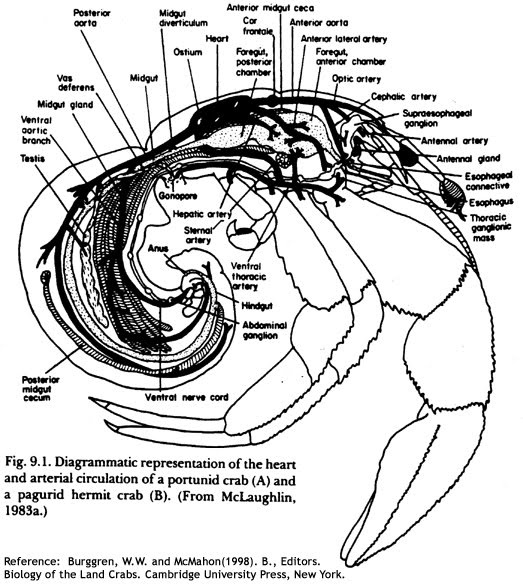 Posterior
aorta
Midgut
diverticulum
Anterior midgut ceca
Cor
frontale
Anterior aorta
Heart
Anterior lateral artery
Ostium
Foregut,
posterior
chamber
Foregut,
anterior chamber
Optic artery
Vas
deferens
Midgut
Cephalic artery
Midgut gland
Supraesophageal
ganglion
Ventral
aortic
branch
Antennal artery
Testis
Antennal gland
Esophageal
connective
Gonopore
Esophagus
Hepatic artery
Thoracic
ganglionic
mass
Sternal
artery
Anus
Ventral
thoracic
artery
Hindgut
Abdominal
ganglion
Posterior
midgut
cecum
Ventral nerve cord
Fig. 9.1. Diagrammatic representation of the heart
and arterial circulation of a portunid crab (A) and
a pagurid hermit crab (B). (From McLaughlin,
1983a.)
Reference: Burggren, W.W. and McMahon(1998). B., Editors.
Biology of the Land Crabs. Cambridge University Press, New York.